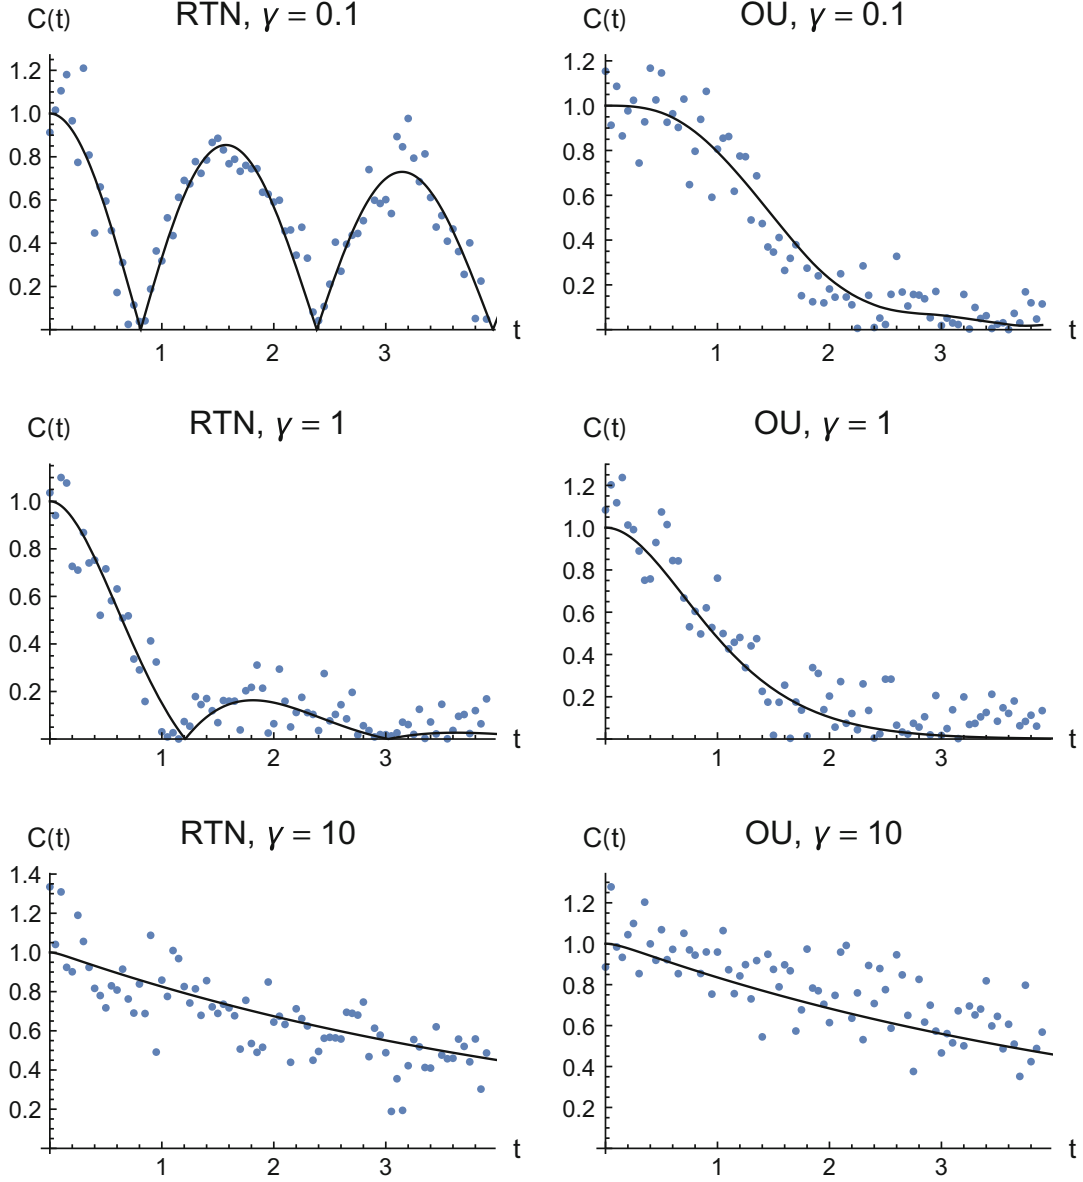 RTN, γ = 0.1
C(t)
1.2
1.0
0.8
0.6
0.4
0.2
1 2 3
t
OU, γ = 0.1
C(t)
1.2
1.0
0.8
0.6
0.4
0.2
1 2 3
t
RTN, γ = 1
C(t)
1.0
0.8
0.6
0.4
0.2
1 2 3
t
OU, γ = 1
C(t)
1.2
1.0
0.8
0.6
0.4
0.2
1 2 3
t
RTN, γ = 10
C(t)
1.4
1.2
1.0
0.8
0.6
0.4
0.2
1 2 3
t
OU, γ = 10
C(t)
1.2
1.0
0.8
0.6
0.4
0.2
1 2 3
t